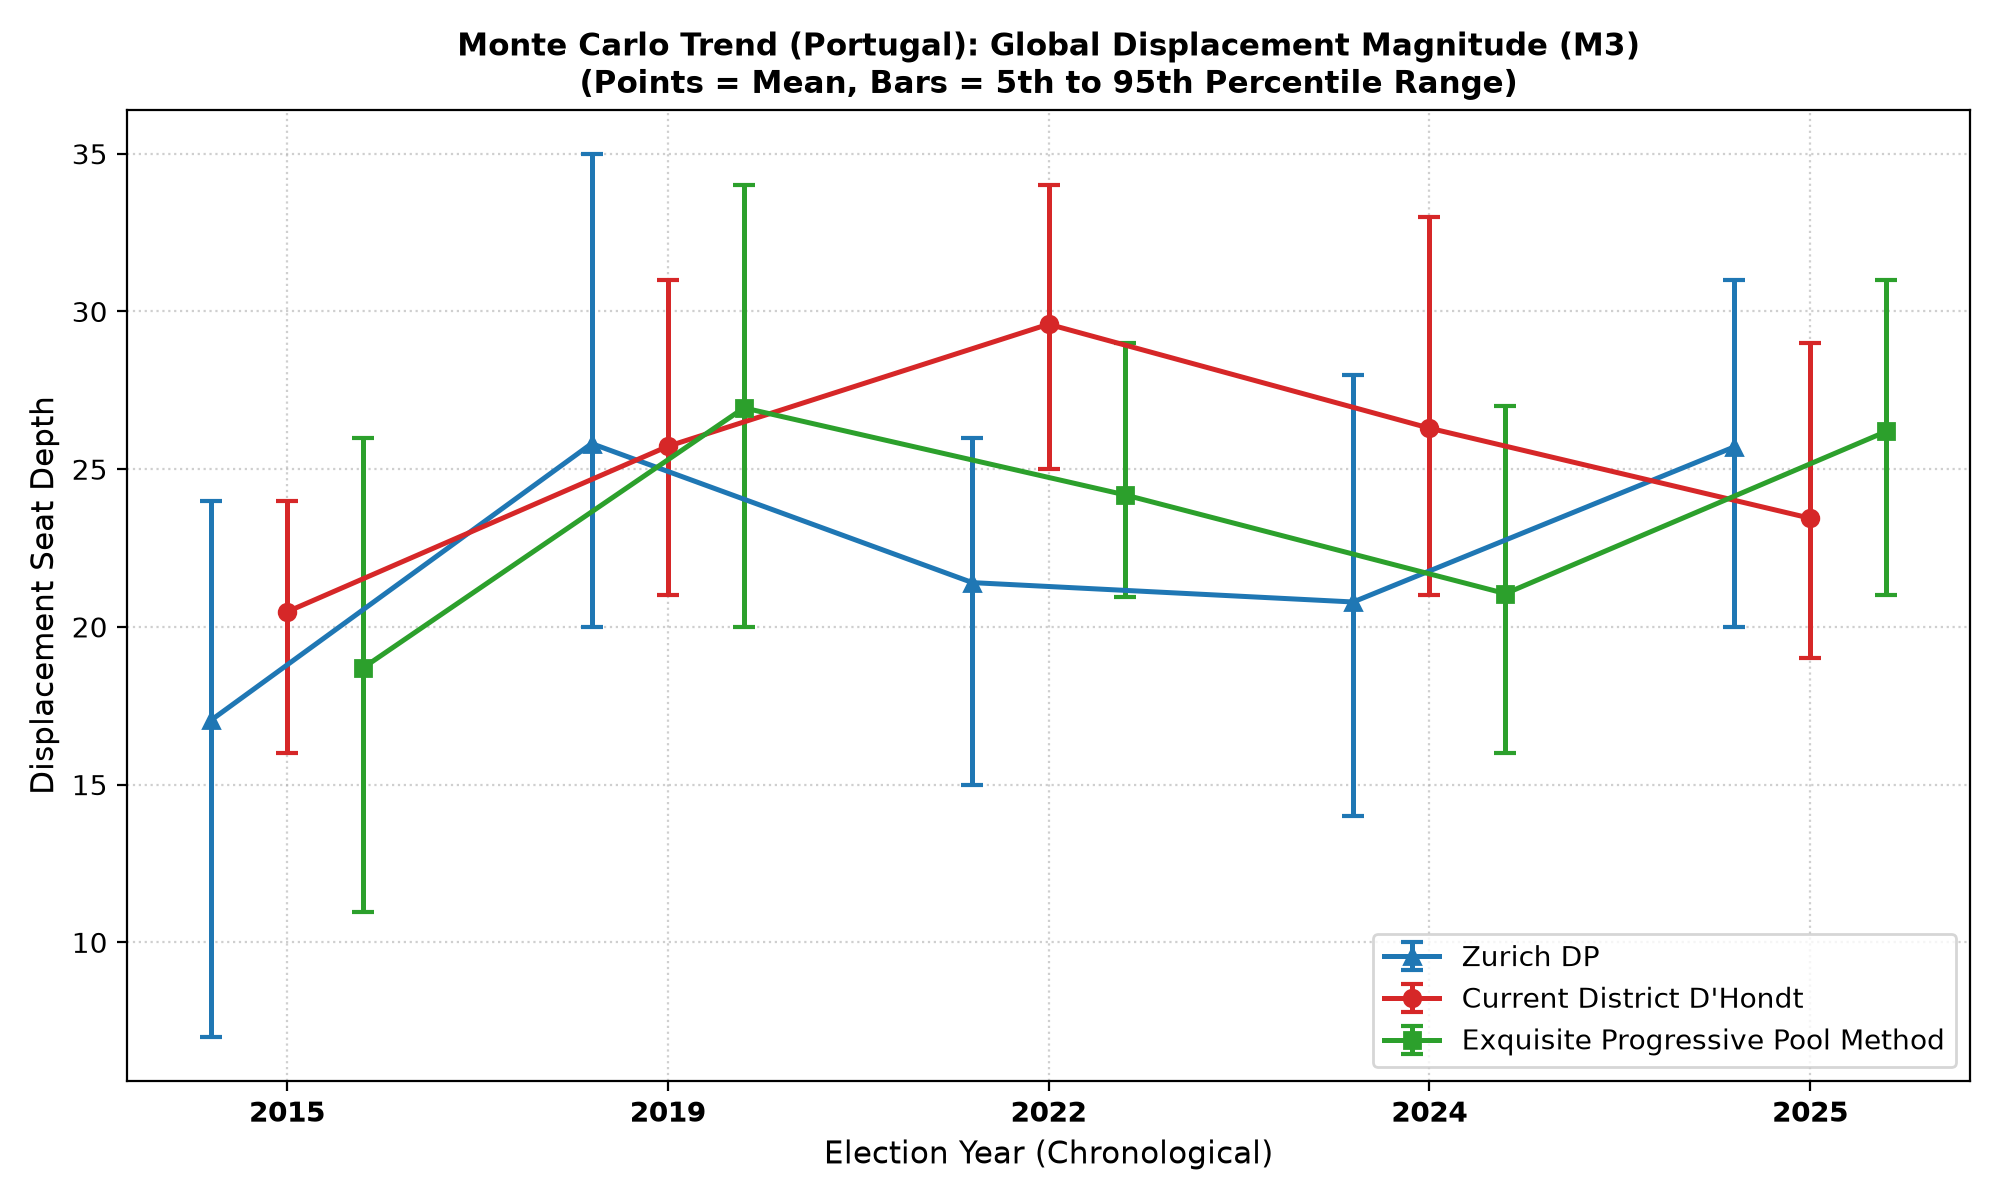 Monte Carlo Trend (Portugal): Global Displacement Magnitude (M3)
(Points = Mean, Bars = 5th to 95th Percentile Range)
Displacement Seat Depth
35
30
25
20
15
10
Zurich DP
Current District D'Hondt
Exquisite Progressive Pool Method
2015 2019 2022 2024 2025
Election Year (Chronological)